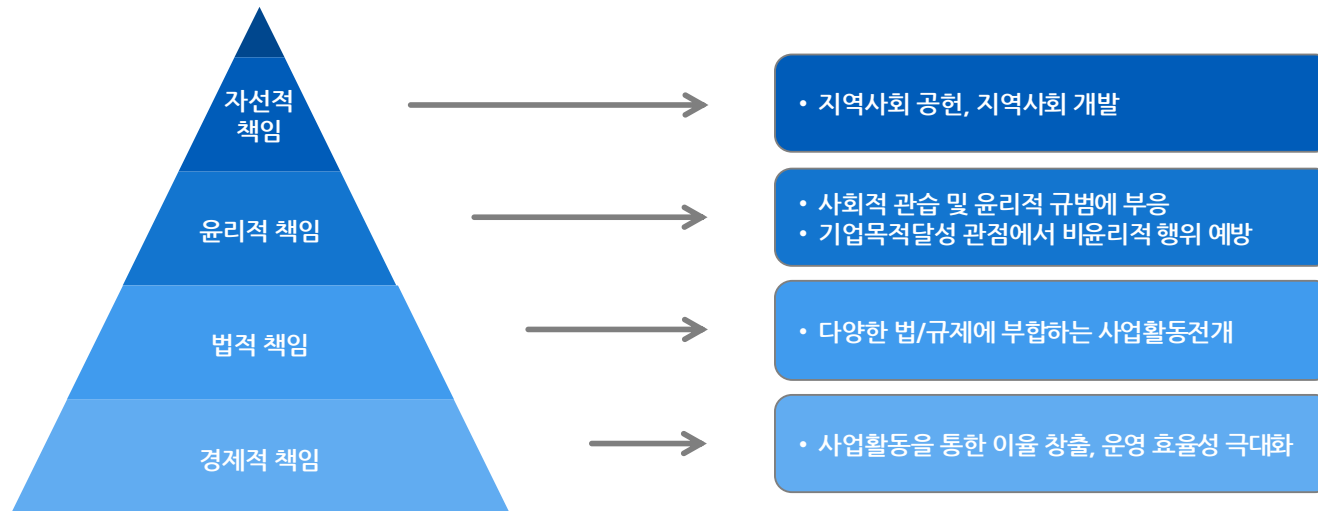 자선적
책임
• 지역사회 공헌, 지역사회 개발
윤리적 책임
• 사회적 관습 및 윤리적 규범에 부응
• 기업목적달성 관점에서 비윤리적 행위 예방
법적 책임
• 다양한 법/규제에 부합하는 사업활동전개
경제적 책임
• 사업활동을 통한 이율 창출, 운영 효율성 극대화